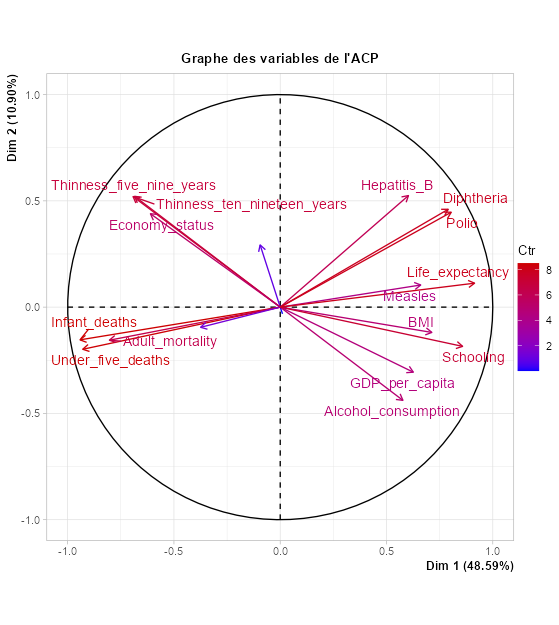 Graphe des variables de l'ACP
Dim 2 (10.90%)
1.0
0.5
0.0
-0.5
-1.0
Thinness_five_nine_years
Thinness_ten_nineteen_years
Economy_status
Hepatitis_B
Diphtheria
Polio
Life_expectancy
Measles
BMI
Schooling
GDP_per_capita
Alcohol_consumption
Infant_deaths
Adult_mortality
Under_five_deaths
Ctr
8
6
4
2
-1.0
-0.5
0.0
0.5
1.0
Dim 1 (48.59%)